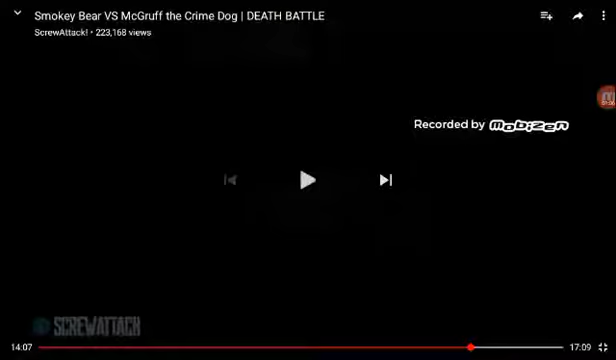 Smokey Bear VS McGruff the Crime Dog | DEATH BATTLE
ScrewAttack! • 223,168 views
Recorded by mobizen
SCREWATTACK
14:07
17:09